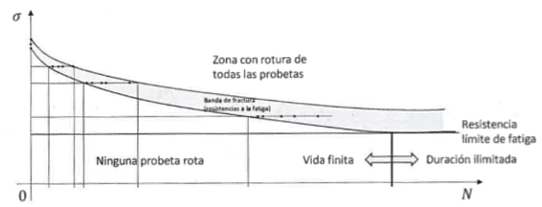 σ
Zona con rotura de
todas las probetas
Banda de fractura
(resistencias a la fatiga)
Resistencia
límite de fatiga
Ninguna probeta rota
Vida finita
Duración ilimitada
0
N